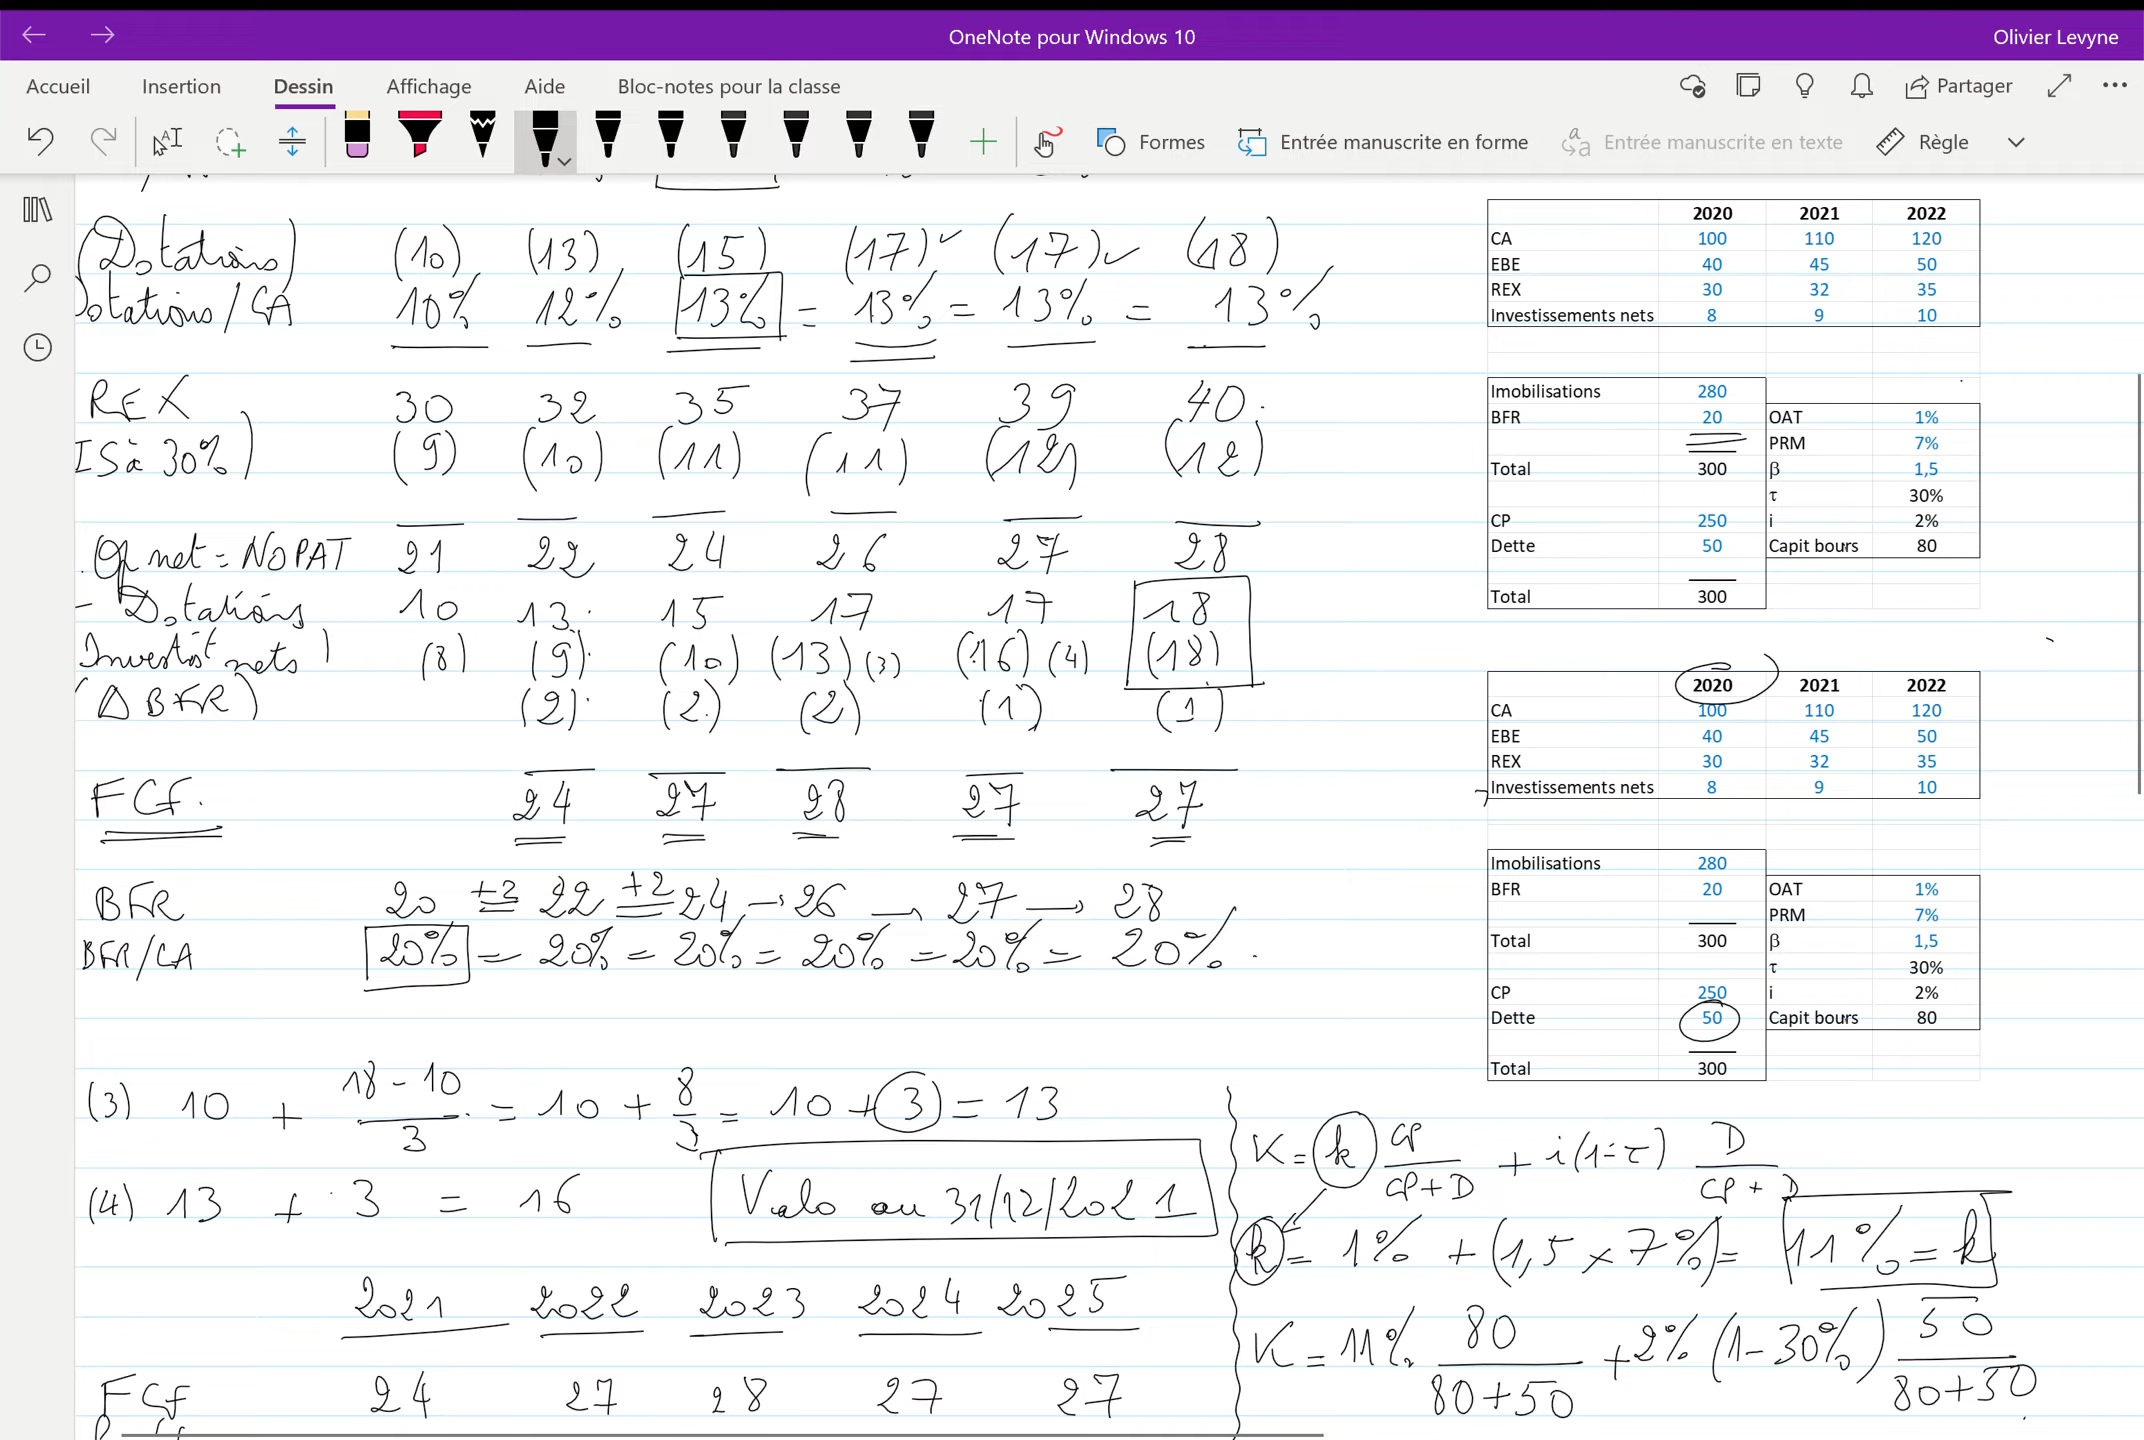 OneNote pour Windows 10
Olivier Levyne
Accueil Insertion Dessin Affichage Aide Bloc-notes pour la classe Partager
Formes Entrée manuscrite en forme Entrée manuscrite en texte Règle
(Dotations) (10) (13) (15) (17) (17) (18)
Dotations/CA 10% 12% 13% = 13% = 13% = 13%
REX 30 32 35 37 39 40
IS à 30%) (9) (10) (11) (11) (12) (12)
net = NOPAT 21 22 24 26 27 28
- Dotations 10 13 15 17 17 18
Investist nets) (8) (9) (10) (13) (3) (16) (4) (18)
(Δ BFR) (2) (2) (2) (1) (1)
FCF 24 27 28 27 27
BFR 20 +2 22 +2 24 → 26 → 27 → 28
BFR/CA 20% = 20% = 20% = 20% = 20% = 20%
(3) 10 + (18 - 10)/3 = 10 + 8/3 = 10 + 3 = 13
(4) 13 + 3 = 16
Valo au 31/12/2021
2021 2022 2023 2024 2025
FCF 24 27 28 27 27
2020 2021 2022
CA 100 110 120
EBE 40 45 50
REX 30 32 35
Investissements nets 8 9 10
Imobilisations 280
BFR 20 OAT 1%
PRM 7%
Total 300 β 1,5
τ 30%
CP 250 i 2%
Dette 50 Capit bours 80
Total 300
2020 2021 2022
CA 100 110 120
EBE 40 45 50
REX 30 32 35
Investissements nets 8 9 10
Imobilisations 280
BFR 20 OAT 1%
PRM 7%
Total 300 β 1,5
τ 30%
CP 250 i 2%
Dette 50 Capit bours 80
Total 300
K = k CP/(CP + D) + i(1-τ) D/(CP + D)
k = 1% + (1,5 × 7%) = 11% = k
K = 11% 80/(80+50) + 2% (1-30%) 50/(80+50)